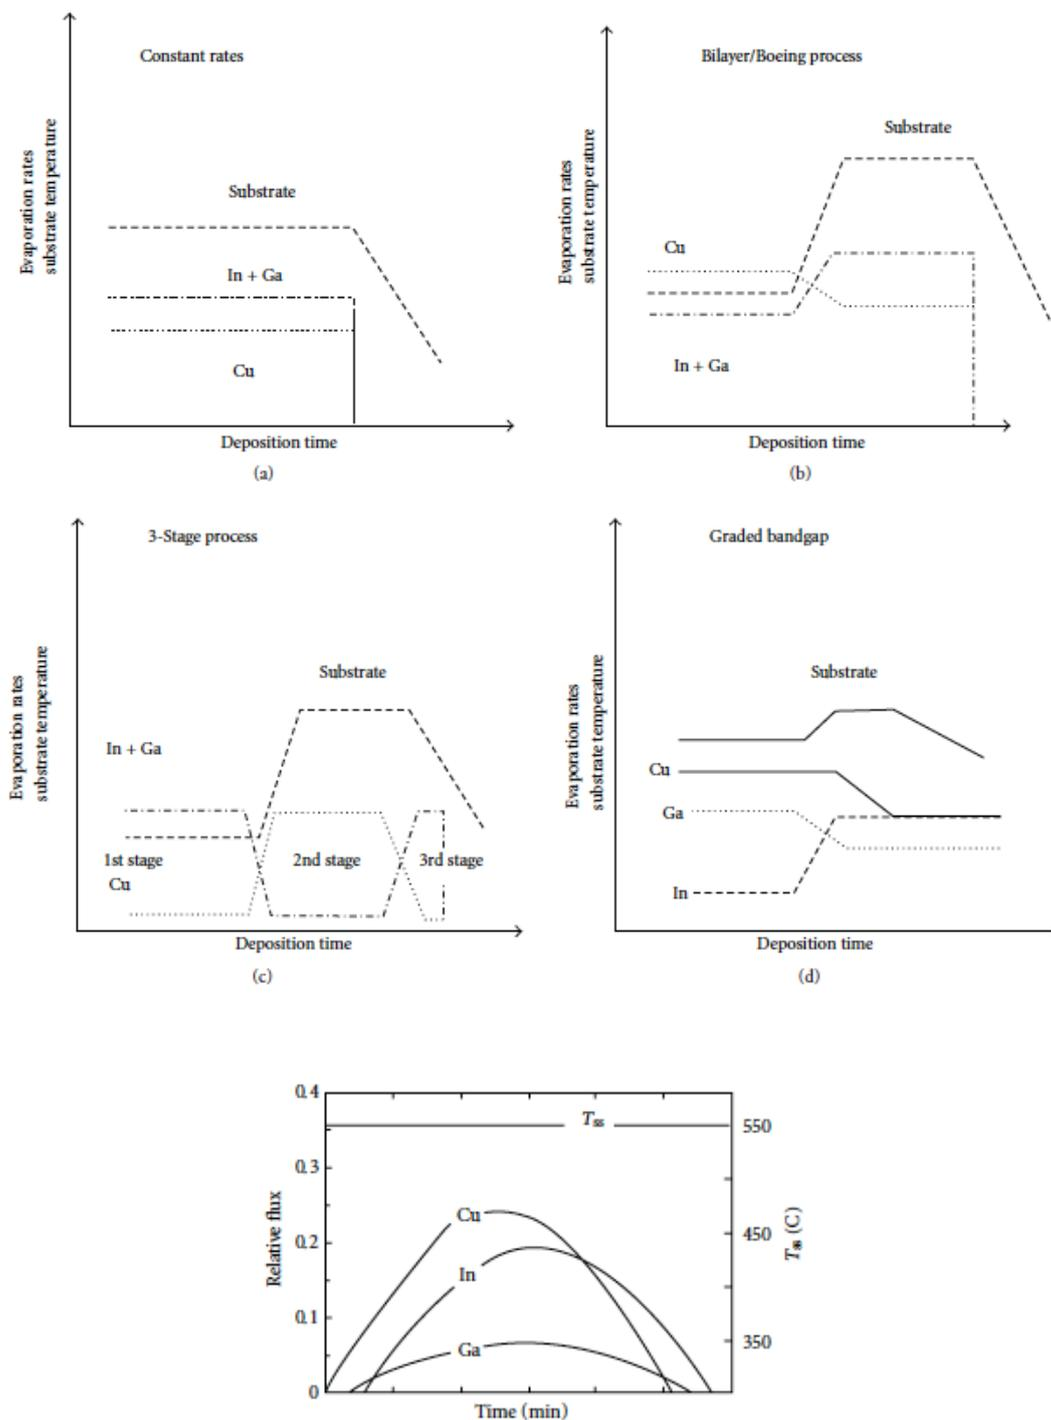 Constant rates
Evaporation rates
substrate temperature
Substrate
In + Ga
Cu
Deposition time
(a)
Bilayer/Boeing process
Evaporation rates
substrate temperature
Substrate
Cu
In + Ga
Deposition time
(b)
3-Stage process
Evaporation rates
substrate temperature
Substrate
In + Ga
1st stage
2nd stage
3rd stage
Cu
Deposition time
(c)
Graded bandgap
Evaporation rates
substrate temperature
Substrate
Cu
Ga
In
Deposition time
(d)
0.4
0.3
0.2
0.1
0
Relative flux
Tss
Cu
In
Ga
550
450
350
Tss (C)
Time (min)